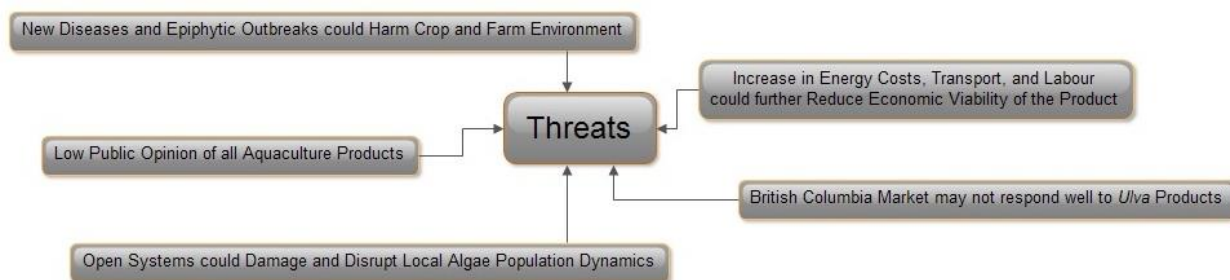 New Diseases and Epiphytic Outbreaks could Harm Crop and Farm Environment
Increase in Energy Costs, Transport, and Labour
could further Reduce Economic Viability of the Product
Threats
Low Public Opinion of all Aquaculture Products
British Columbia Market may not respond well to Ulva Products
Open Systems could Damage and Disrupt Local Algae Population Dynamics